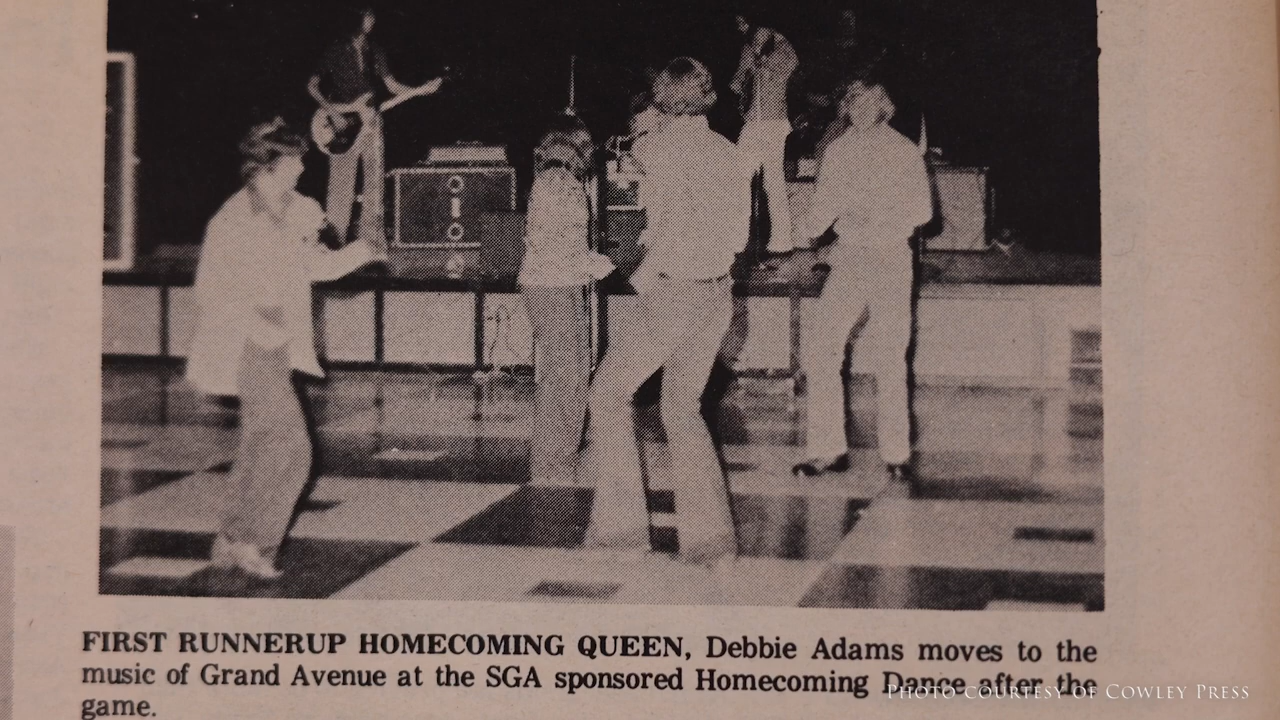 FIRST RUNNERUP HOMECOMING QUEEN, Debbie Adams moves to the
music of Grand Avenue at the SGA sponsored Homecoming Dance after the
game.
Photo courtesy of Cowley Press